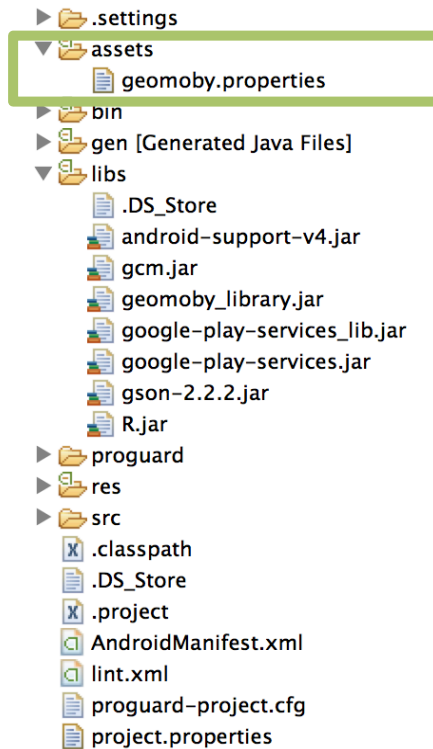 .settings
assets
geomoby.properties
bin
gen [Generated Java Files]
libs
.DS_Store
android-support-v4.jar
gcm.jar
geomoby_library.jar
google-play-services_lib.jar
google-play-services.jar
gson-2.2.2.jar
R.jar
proguard
res
src
.classpath
.DS_Store
.project
AndroidManifest.xml
lint.xml
proguard-project.cfg
project.properties